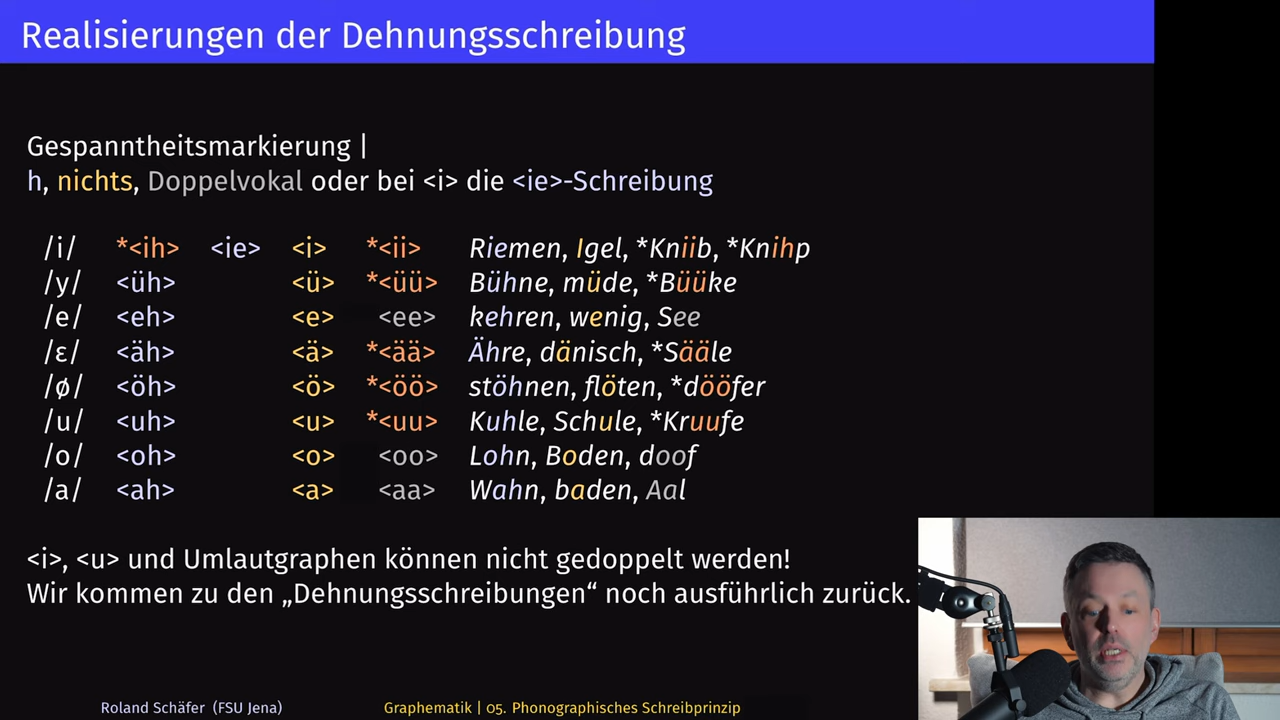 Realisierungen der Dehnungsschreibung
Gespanntheitsmarkierung |
h, nichts, Doppelvokal oder bei <i> die <ie>-Schreibung
/i/ *<ih> <ie> <i> *<ii> Riemen, Igel, *Kniib, *Knihp
/y/ <üh> <ü> *<üü> Bühne, müde, *Bööke
/e/ <eh> <e> <ee> kehren, wenig, See
/ɛ/ <äh> <ä> *<ää> Ähre, dänisch, *Sääle
/ø/ <öh> <ö> *<öö> stöhnen, flöten, *dööfer
/u/ <uh> <u> *<uu> Kuhle, Schule, *Kruufe
/o/ <oh> <o> <oo> Lohn, Boden, doof
/a/ <ah> <a> <aa> Wahn, baden, Aal
<i>, <u> und Umlautgraphen können nicht gedoppelt werden!
Wir kommen zu den „Dehnungsschreibungen“ noch ausführlich zurück.
Roland Schäfer (FSU Jena) Graphematik | 05. Phonographisches Schreibprinzip